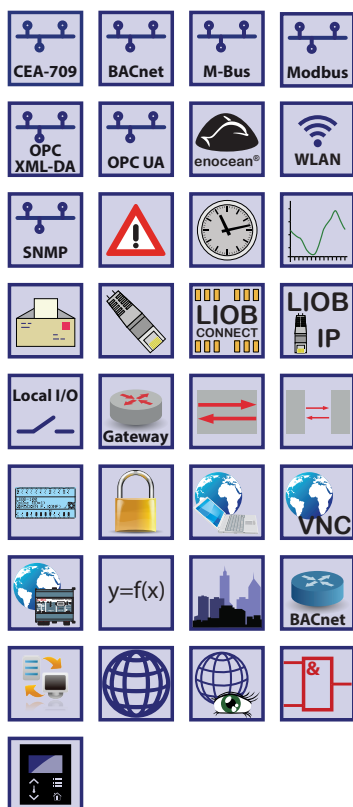 CEA-709
BACnet
M-Bus
Modbus
OPC
XML-DA
OPC UA
enocean®
WLAN
SNMP
LIOB
CONNECT
LIOB
IP
Local I/O
Gateway
VNC
y=f(x)
BACnet
&